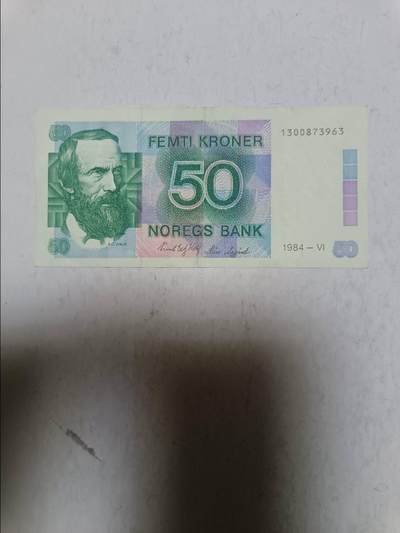 FEMTI KRONER
1300873963
50
50
NOREGS BANK
1984 – VI
50
50